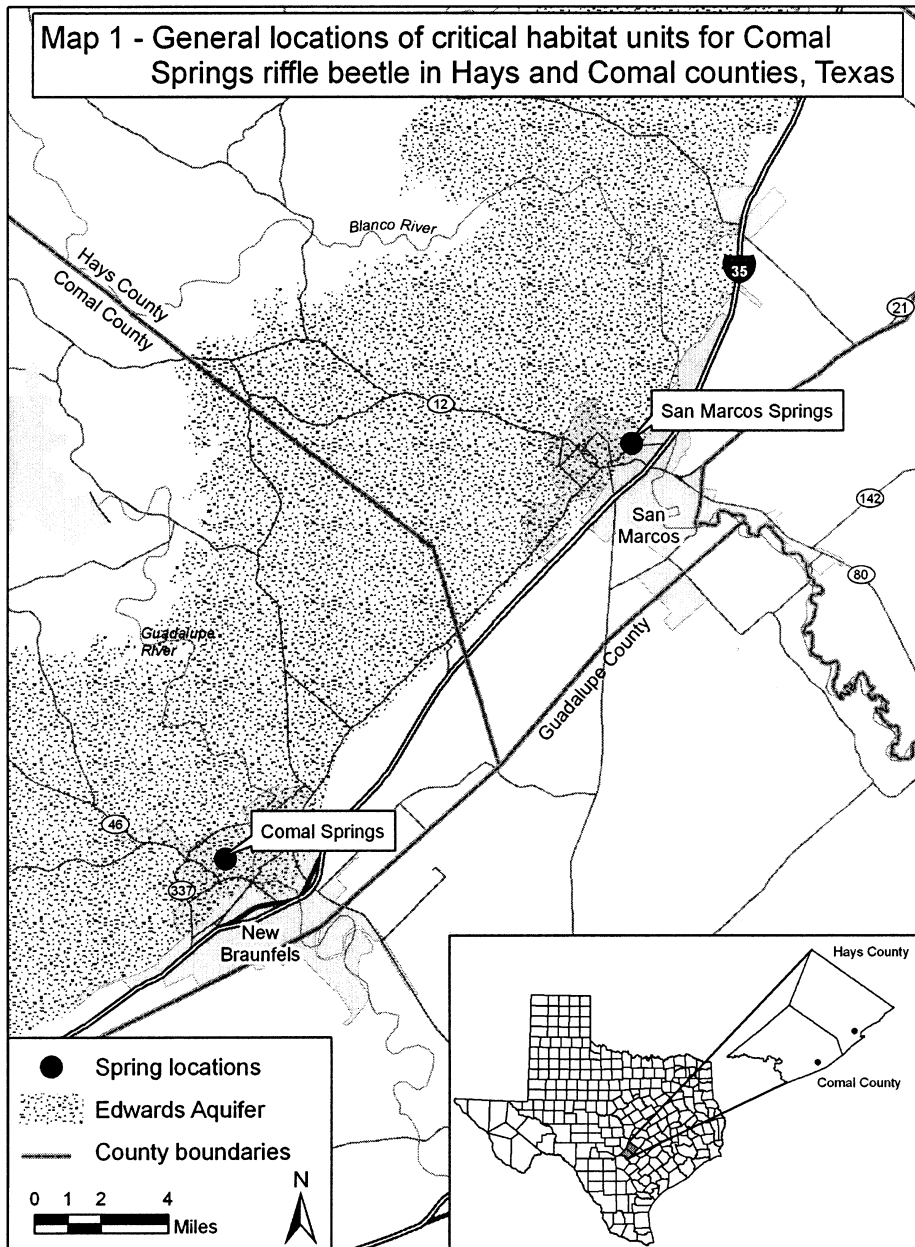 Map 1 - General locations of critical habitat units for Comal
Springs riffle beetle in Hays and Comal counties, Texas
Blanco River
Hays County
Comal County
35
21
12
San Marcos Springs
San
Marcos
142
80
Guadalupe
River
Guadalupe County
46
Comal Springs
337
New
Braunfels
Hays County
Comal County
Spring locations
Edwards Aquifer
County boundaries
N
0 1 2 4
Miles